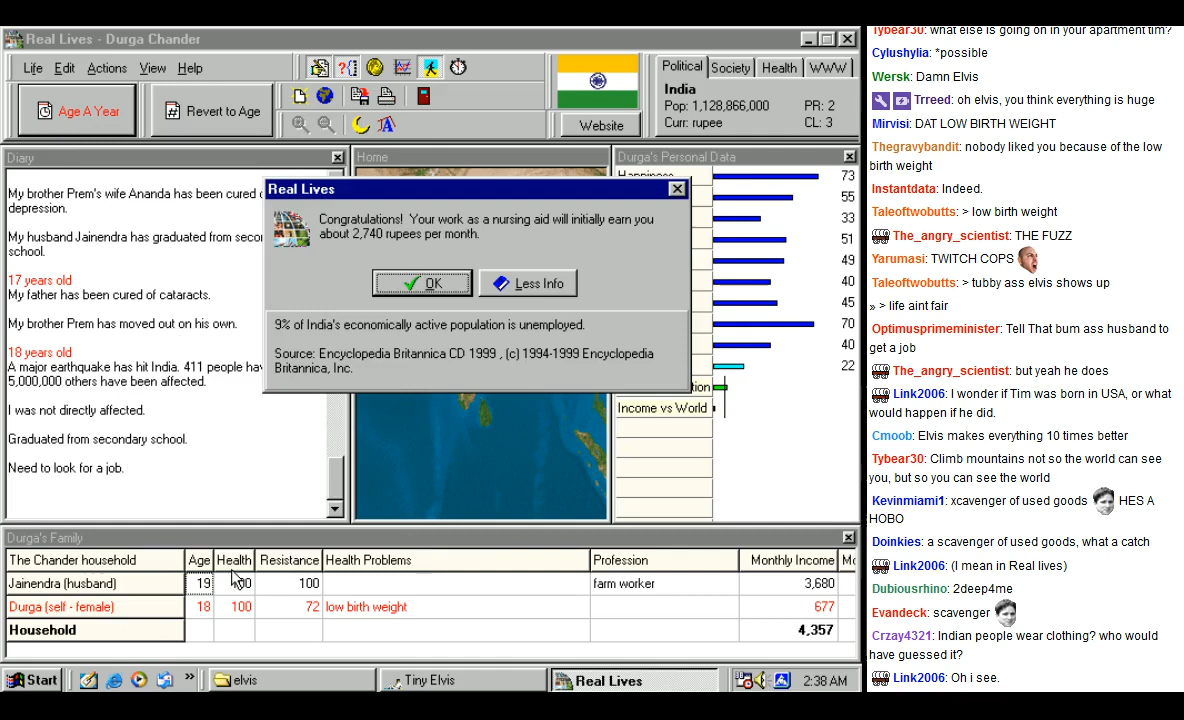 Real Lives - Durga Chander
Life Edit Actions View Help
Age A Year
Revert to Age
Website
Political Society Health WWW
India
Pop: 1,128,866,000 PR: 2
Curr: rupee CL: 3
Diary
My brother Prem's wife Ananda has been cured
depression.
My husband Jainendra has graduated from
school.
17 years old
My father has been cured of cataracts.
My brother Prem has moved out on his own.
18 years old
A major earthquake has hit India. 411 people
5,000,000 others have been affected.
I was not directly affected.
Graduated from secondary school.
Need to look for a job.
Home
Durga's Personal Data
73
55
33
51
49
40
45
70
40
22
Income vs World
Real Lives
Congratulations! Your work as a nursing aid will initially earn you
about 2,740 rupees per month.
OK
Less Info
9% of India's economically active population is unemployed.
Source: Encyclopedia Britannica CD 1999 , (c) 1994-1999 Encyclopedia
Britannica, Inc.
Durga's Family
The Chander household Age Health Resistance Health Problems Profession Monthly Income
Jainendra (husband) 19 100 farm worker 3,680
Durga (self - female) 18 100 72 low birth weight 677
Household 4,357
Start » elvis Tiny Elvis Real Lives 2:38 AM
Tybear30: what else is going on in your apartment tim?
Cylushylia: *possible
Wersk: Damn Elvis
Trreed: oh elvis, you think everything is huge
Mirvisi: DAT LOW BIRTH WEIGHT
Thegravybandit: nobody liked you because of the low
birth weight
Instantdata: Indeed.
Taleoftwobutts: > low birth weight
The_angry_scientist: THE FUZZ
Yarumasi: TWITCH COPS
Taleoftwobutts: > tubby ass elvis shows up
» > life aint fair
Optimusprimeminister: Tell That bum ass husband to
get a job
The_angry_scientist: but yeah he does
Link2006: I wonder if Tim was born in USA, or what
would happen if he did.
Cmoob: Elvis makes everything 10 times better
Tybear30: Climb mountains not so the world can see
you, but so you can see the world
Kevinmiami1: xcavenger of used goods HES A
HOBO
Doinkies: a scavenger of used goods, what a catch
Link2006: (I mean in Real lives)
Dubiousrhino: 2deep4me
Evandeck: scavenger
Crzay4321: Indian people wear clothing? who would
have guessed it?
Link2006: Oh i see.